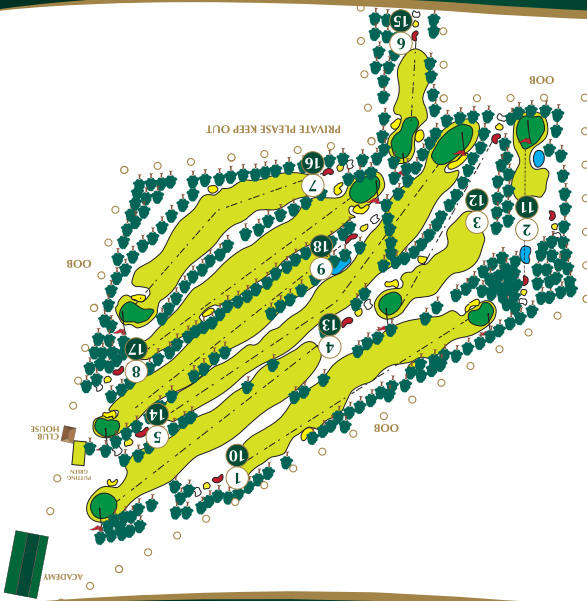 ACADEMY
1
10
PUTTING
GREEN
CLUB
HOUSE
OOB
5
14
8
17
4
13
9
18
OOB
2
11
3
12
7
16
PRIVATE PLEASE KEEP OUT
OOB
6
15